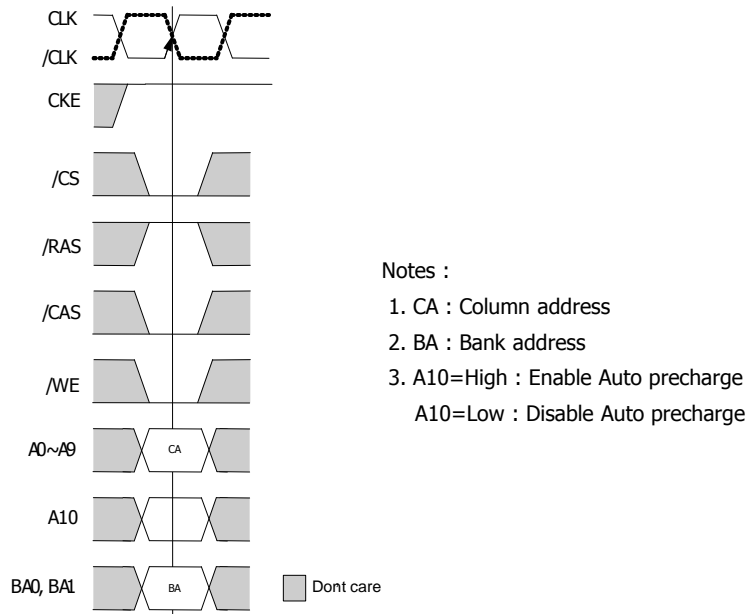 CLK
/CLK
CKE
/CS
/RAS
/CAS
/WE
A0~A9
CA
A10
BA0, BA1
BA
Dont care
Notes :
1. CA : Column address
2. BA : Bank address
3. A10=High : Enable Auto precharge
A10=Low : Disable Auto precharge